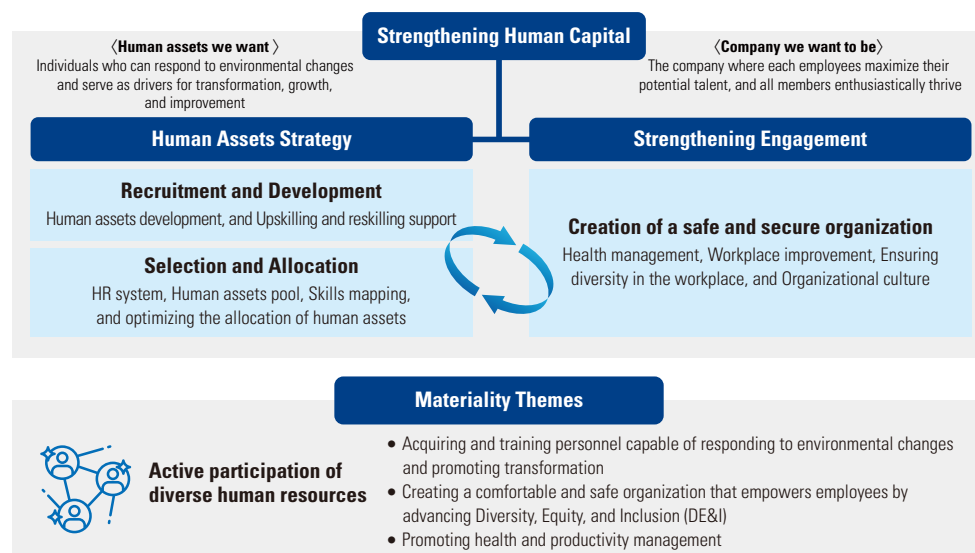 Strengthening Human Capital
〈Human assets we want 〉
Individuals who can respond to environmental changes
and serve as drivers for transformation, growth,
and improvement
〈Company we want to be〉
The company where each employees maximize their
potential talent, and all members enthusiastically thrive
Human Assets Strategy
Recruitment and Development
Human assets development, and Upskilling and reskilling support
Selection and Allocation
HR system, Human assets pool, Skills mapping,
and optimizing the allocation of human assets
Strengthening Engagement
Creation of a safe and secure organization
Health management, Workplace improvement, Ensuring
diversity in the workplace, and Organizational culture
Materiality Themes
Active participation of
diverse human resources
• Acquiring and training personnel capable of responding to environmental changes
and promoting transformation
• Creating a comfortable and safe organization that empowers employees by
advancing Diversity, Equity, and Inclusion (DE&I)
• Promoting health and productivity management